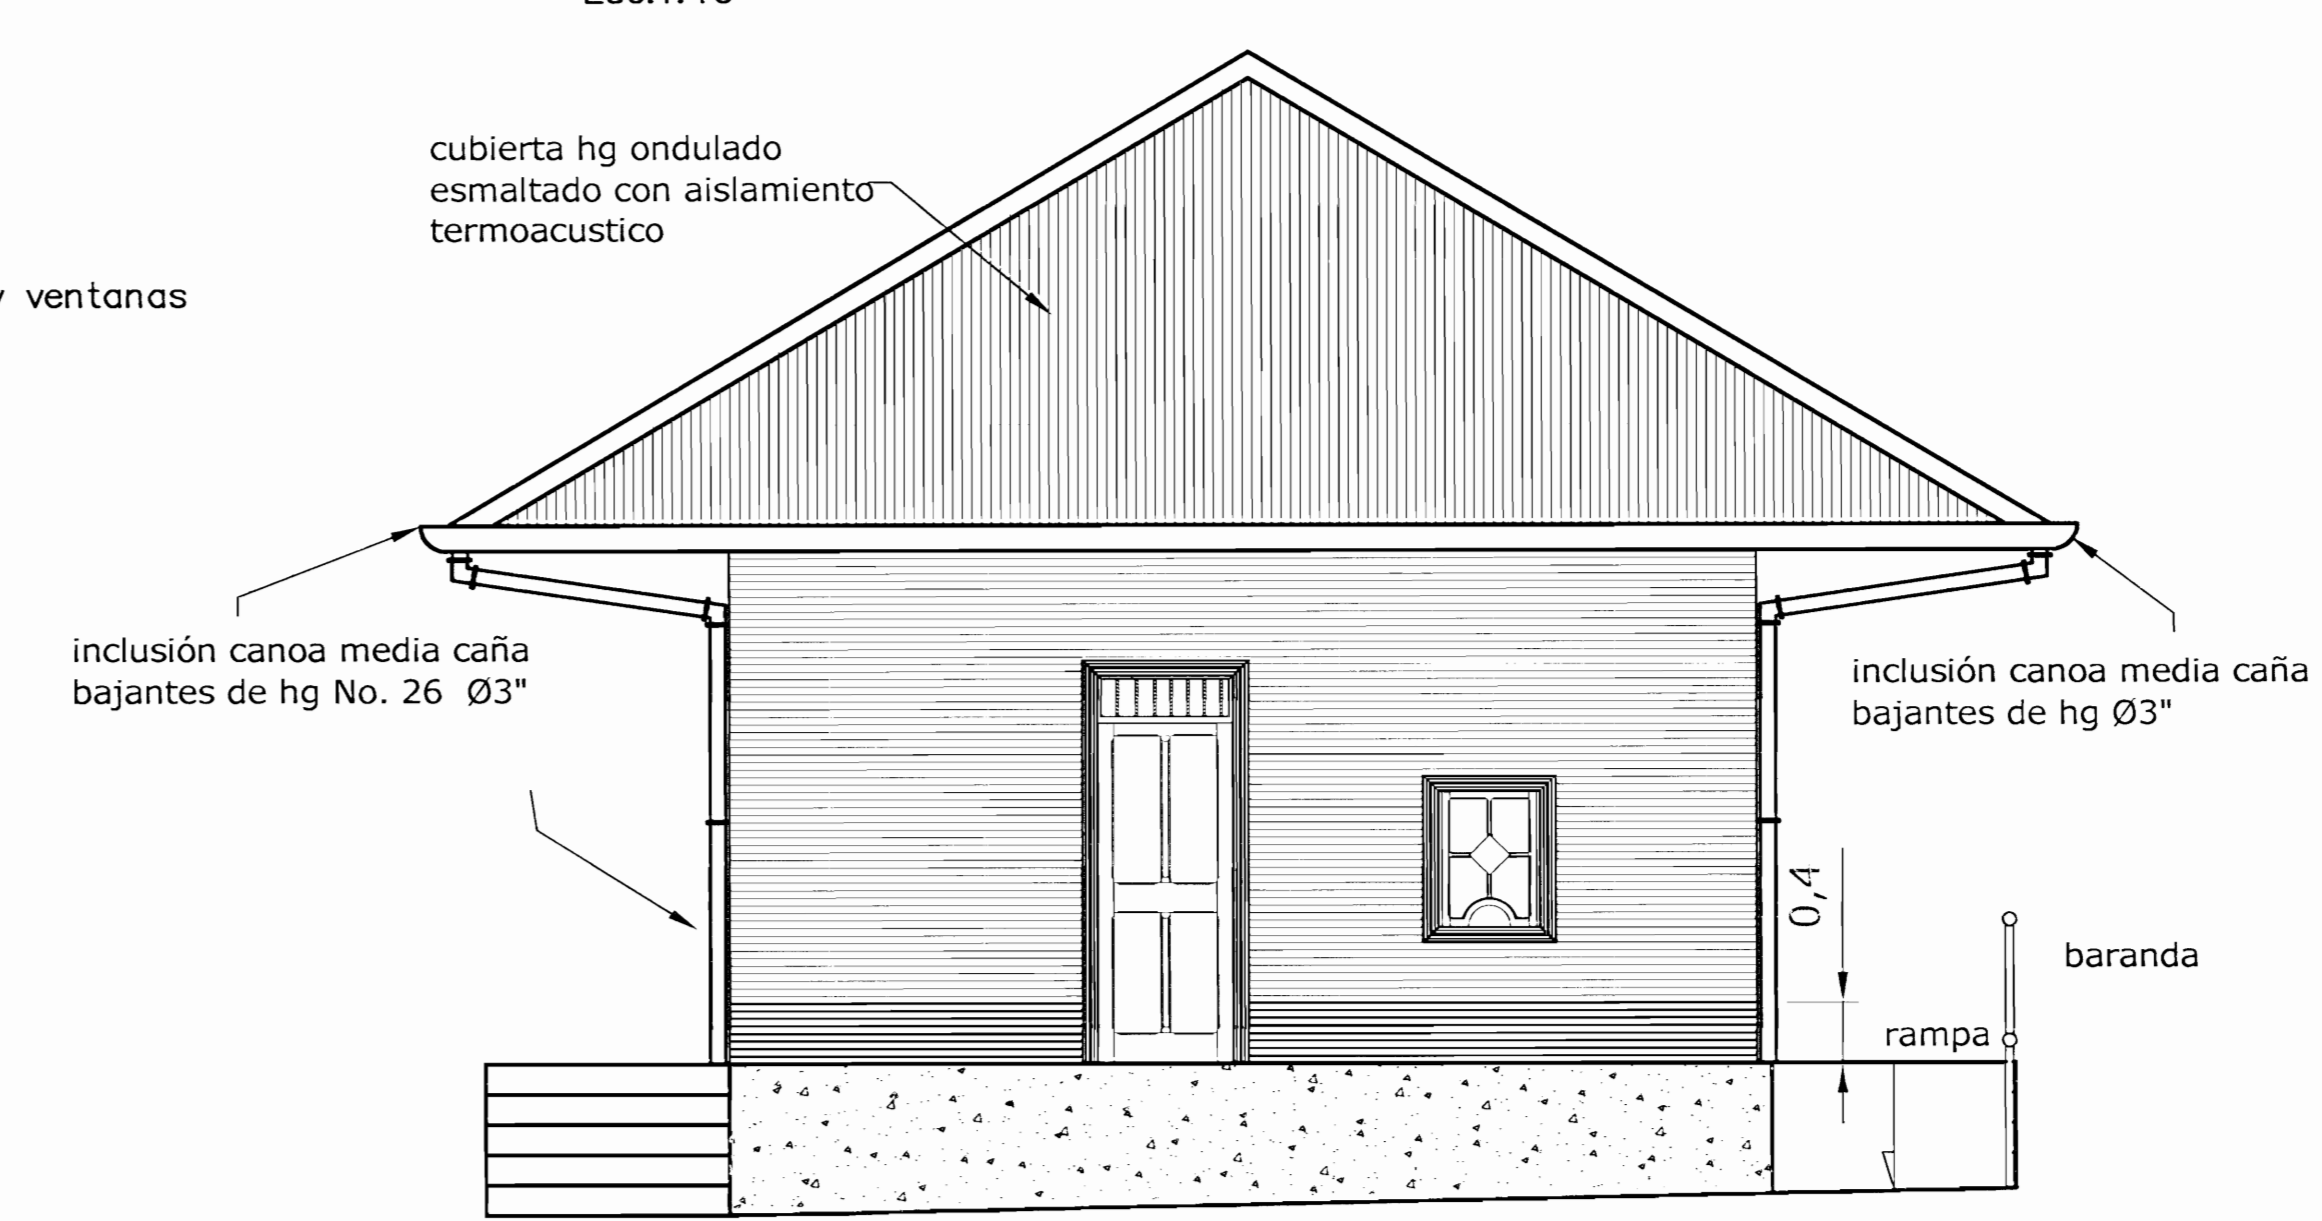 cubierta hg ondulado
esmaltado con aislamiento
termoacustico
ventanas
inclusión canoa media caña
bajantes de hg No. 26 Ø3"
inclusión canoa media caña
bajantes de hg Ø3"
0,4
baranda
rampa